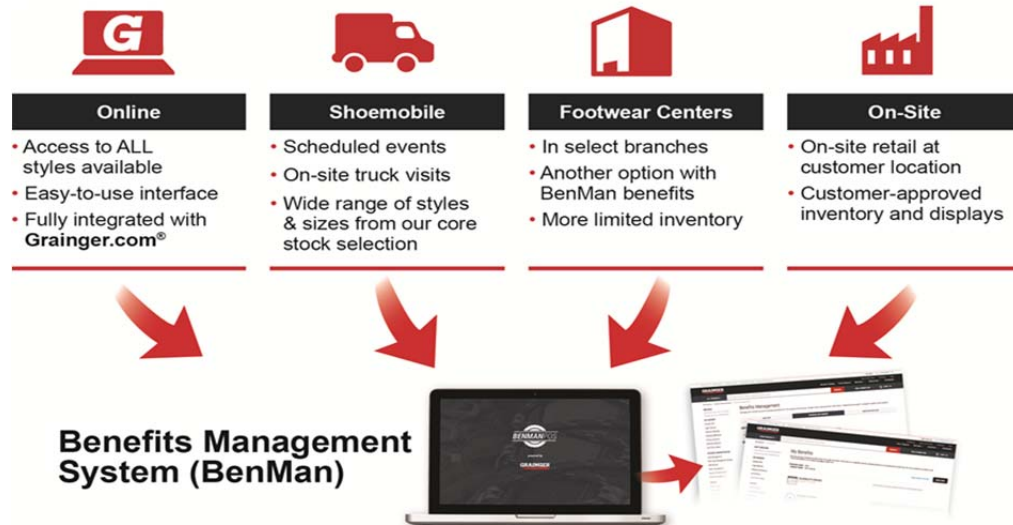 G
Online
• Access to ALL
styles available
• Easy-to-use interface
• Fully integrated with
Grainger.com®
Shoemobile
• Scheduled events
• On-site truck visits
• Wide range of styles
& sizes from our core
stock selection
Footwear Centers
• In select branches
• Another option with
BenMan benefits
• More limited inventory
On-Site
• On-site retail at
customer location
• Customer-approved
inventory and displays
Benefits Management
System (BenMan)
BENMANPOS
GRAINGER
GRAINGER
Benefits Management
GRAINGER
My Benefits